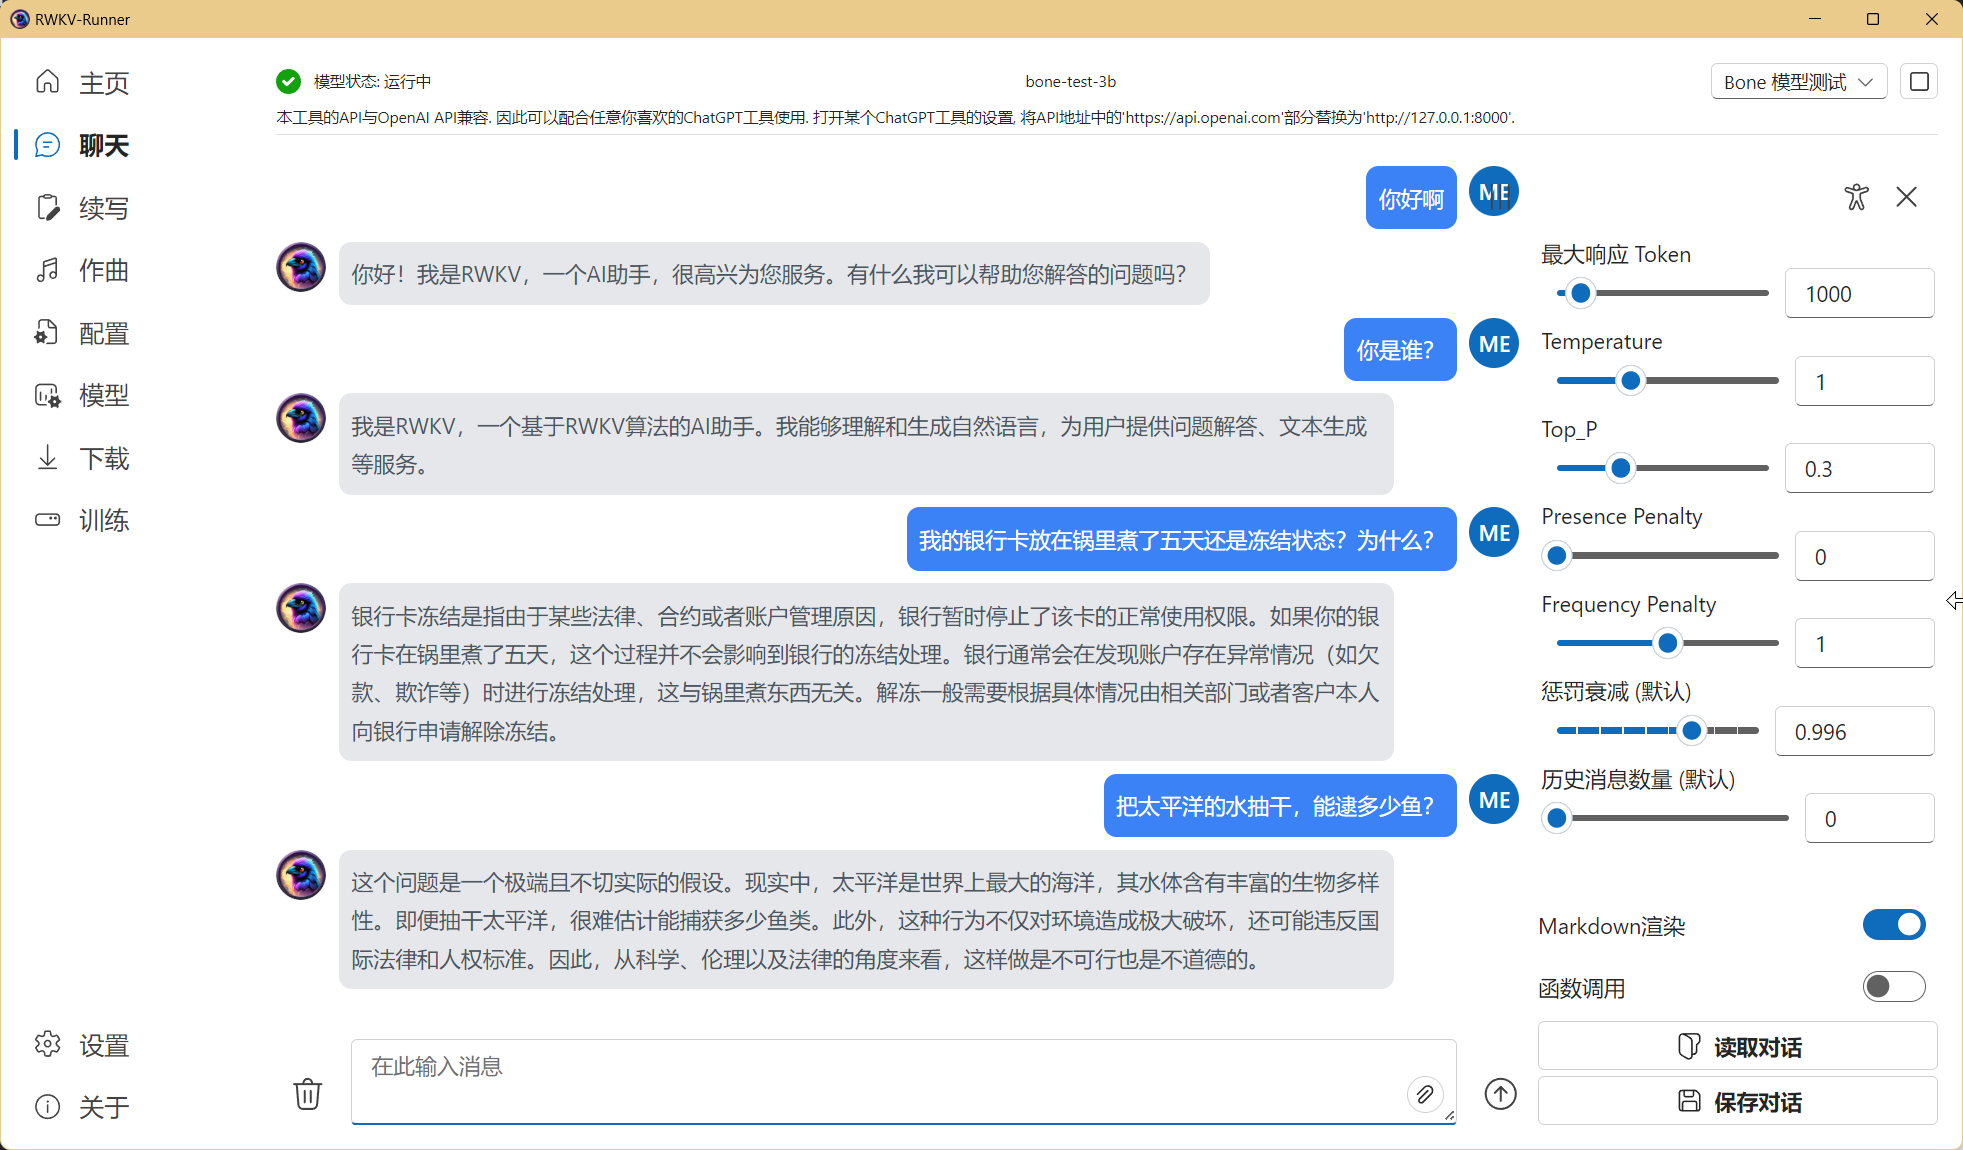 RWKV-Runner
主页
聊天
续写
作曲
配置
模型
下载
训练
设置
关于
模型状态: 运行中
bone-test-3b
Bone 模型测试
本工具的API与OpenAI API兼容. 因此可以配合任意你喜欢的ChatGPT工具使用. 打开某个ChatGPT工具的设置, 将API地址中的'https://api.openai.com'部分替换为'http://127.0.0.1:8000'.
你好啊
ME
你好！我是RWKV，一个AI助手，很高兴为您服务。有什么我可以帮助您解答的问题吗？
你是谁？
ME
我是RWKV，一个基于RWKV算法的AI助手。我能够理解和生成自然语言，为用户提供问题解答、文本生成
等服务。
我的银行卡放在锅里煮了五天还是冻结状态？为什么？
ME
银行卡冻结是指由于某些法律、合约或者账户管理原因，银行暂时停止了该卡的正常使用权限。如果你的银
行卡在锅里煮了五天，这个过程并不会影响到银行的冻结处理。银行通常会在发现账户存在异常情况（如欠
款、欺诈等）时进行冻结处理，这与锅里煮东西无关。解冻一般需要根据具体情况由相关部门或者客户本人
向银行申请解除冻结。
把太平洋的水抽干，能逮多少鱼？
ME
这个问题是一个极端且不切实际的假设。现实中，太平洋是世界上最大的海洋，其水体含有丰富的生物多样
性。即便抽干太平洋，很难估计能捕获多少鱼类。此外，这种行为不仅对环境造成极大破坏，还可能违反国
际法律和人权标准。因此，从科学、伦理以及法律的角度来看，这样做是不可行也是不道德的。
在此输入消息
最大响应 Token
1000
Temperature
1
Top_P
0.3
Presence Penalty
0
Frequency Penalty
1
惩罚衰减 (默认)
0.996
历史消息数量 (默认)
0
Markdown渲染
函数调用
读取对话
保存对话